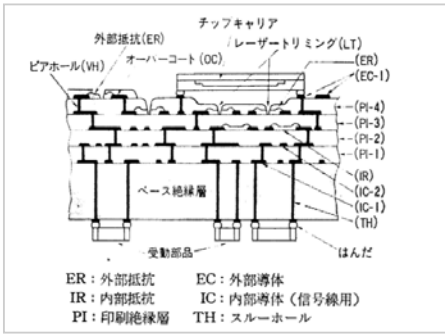 チップキャリア
外部抵抗(ER)
レーザートリミング(LT)
ビアホール(VH)
オーバーコート(OC)
(ER)
(EC-1)
(PI-4)
(PI-3)
(PI-2)
(PI-1)
(IR)
(IC-2)
(IC-1)
(TH)
ベース絶縁層
受動部品
はんだ
ER：外部抵抗　EC：外部導体
IR：内部抵抗　IC：内部導体（信号線用）
PI：印刷絶縁層　TH：スルーホール